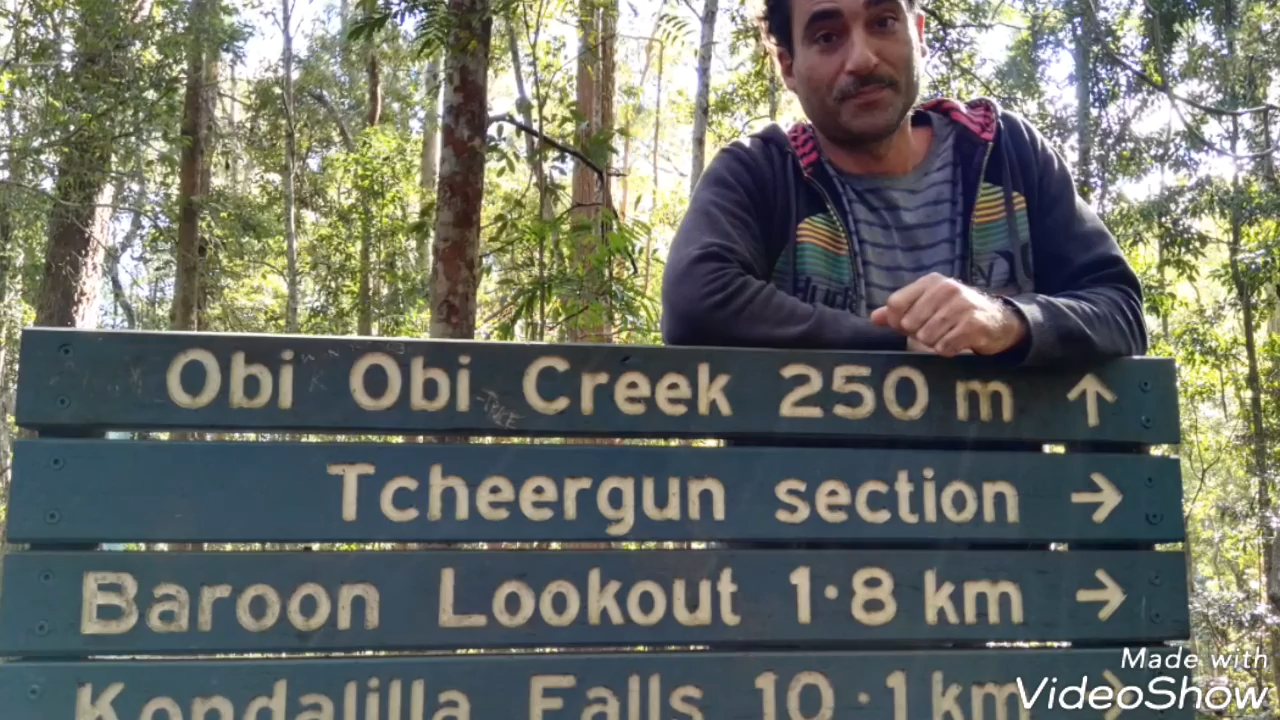 Obi Obi Creek 250 m ↑
Tcheergun section →
Baroon Lookout 1·8 km →
Kondalilla Falls 10·1 km
Made with
VideoShow